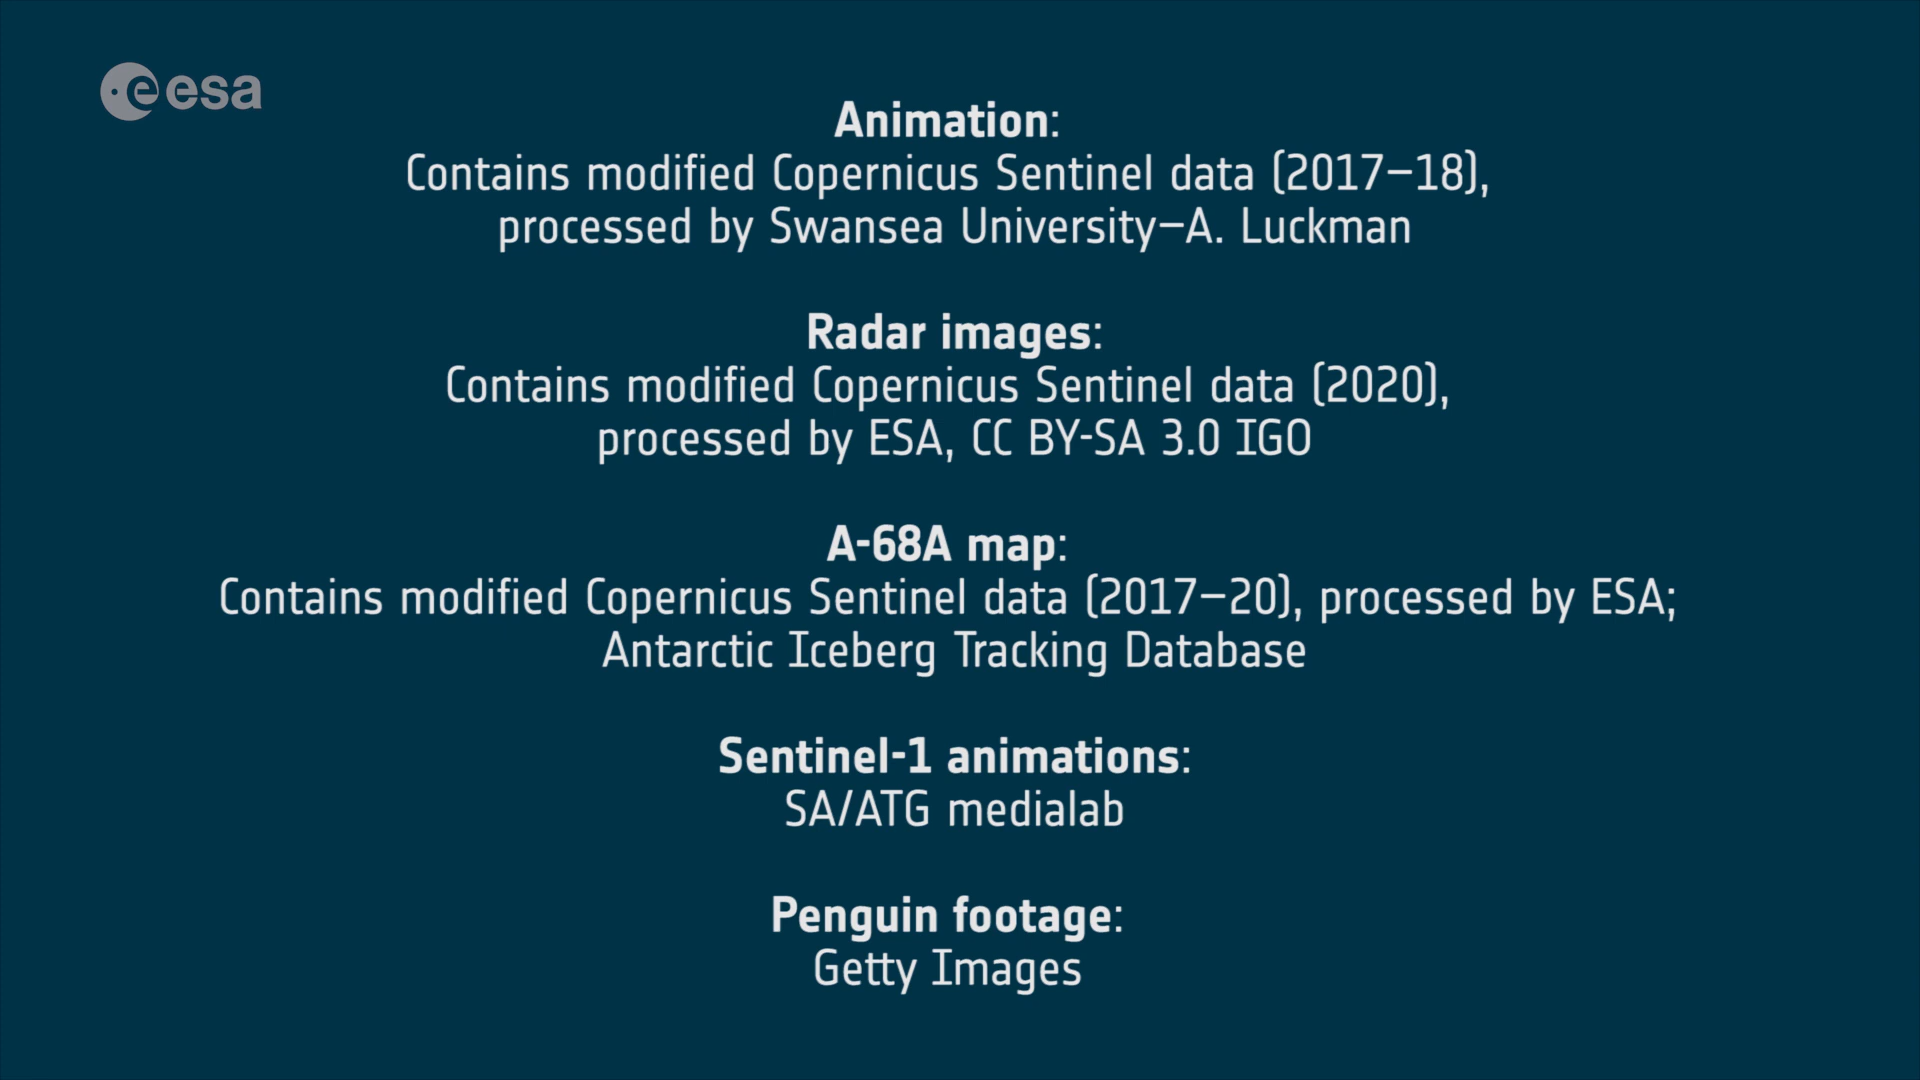 esa
Animation:
Contains modified Copernicus Sentinel data (2017–18),
processed by Swansea University–A. Luckman
Radar images:
Contains modified Copernicus Sentinel data (2020),
processed by ESA, CC BY-SA 3.0 IGO
A-68A map:
Contains modified Copernicus Sentinel data (2017–20), processed by ESA;
Antarctic Iceberg Tracking Database
Sentinel-1 animations:
SA/ATG medialab
Penguin footage:
Getty Images